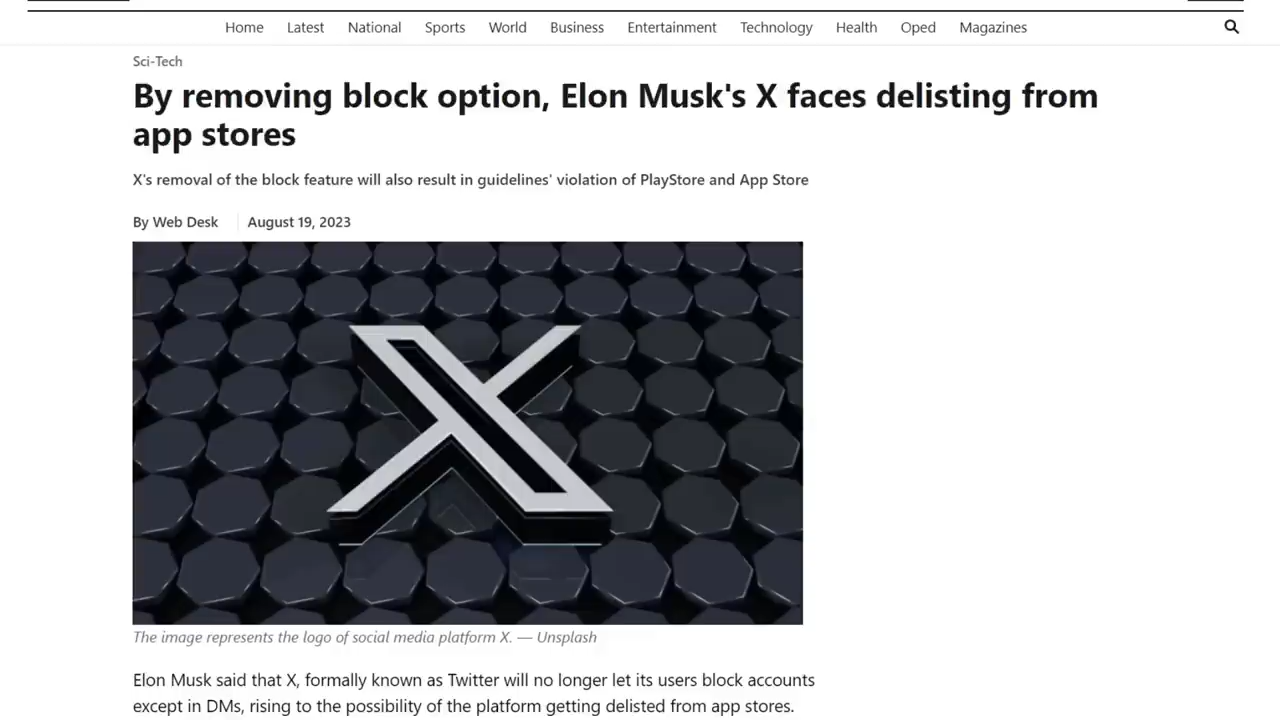 Home Latest National Sports World Business Entertainment Technology Health Oped Magazines
Sci-Tech
By removing block option, Elon Musk's X faces delisting from
app stores
X's removal of the block feature will also result in guidelines' violation of PlayStore and App Store
By Web Desk August 19, 2023
The image represents the logo of social media platform X. — Unsplash
Elon Musk said that X, formally known as Twitter will no longer let its users block accounts
except in DMs, rising to the possibility of the platform getting delisted from app stores.